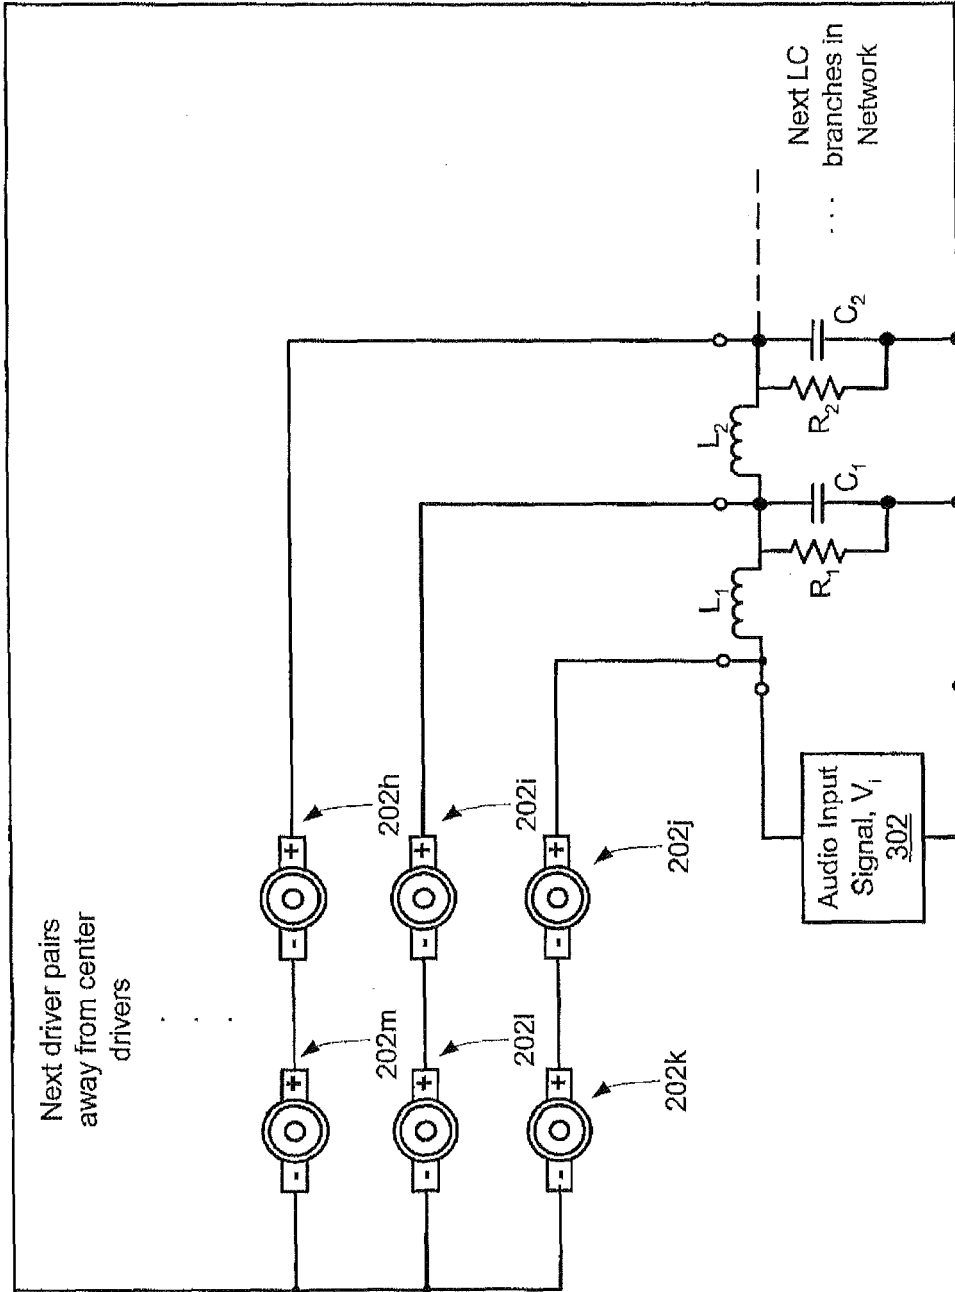 Next driver pairs
away from center
drivers
. . .
+
-
202h
+
-
202m
+
-
202i
+
-
202l
+
-
202j
+
-
202k
L1
L2
R1
C1
R2
C2
Next LC
. . . branches in
Network
Audio Input
Signal, Vi
302